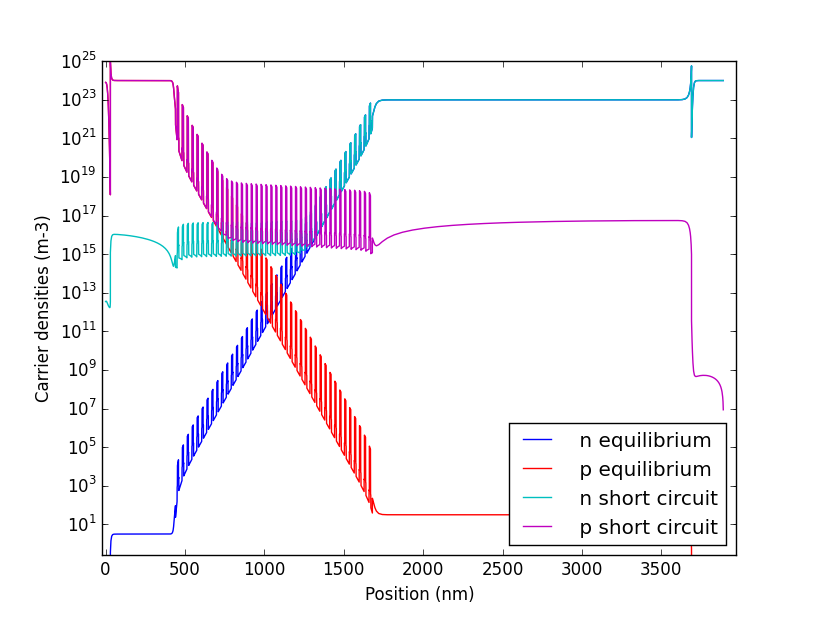 Carrier densities (m-3)
10^25
10^23
10^21
10^19
10^17
10^15
10^13
10^11
10^9
10^7
10^5
10^3
10^1
n equilibrium
p equilibrium
n short circuit
p short circuit
0 500 1000 1500 2000 2500 3000 3500
Position (nm)